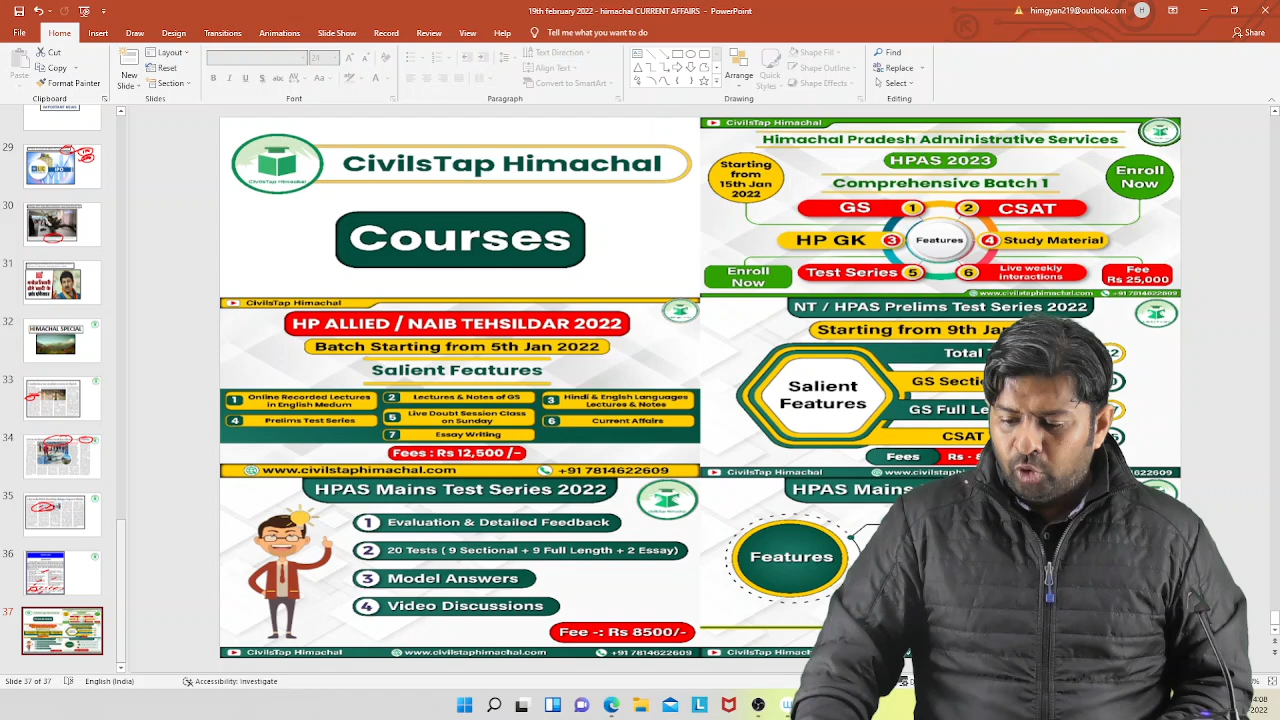 19th february 2022 - HIMACHAL CURRENT AFFAIRS
himgyan219@outlook.com
H
File Home Insert Draw Design Transitions Animations Slide Show Record Review View Help Tell me what you want to do
Share
Cut
Copy
Format Painter
Paste
Clipboard
New Slide
Layout
Reset
Section
Slides
24
Font
Text Direction
Align Text
Convert to SmartArt
Paragraph
Arrange
Quick Styles
Shape Fill
Shape Outline
Shape Effects
Drawing
Find
Replace
Select
Editing
IMPORTANT NEWS
29
30
31
32
HIMACHAL SPECIAL
33
34
35
36
37
CivilsTap Himachal
CivilsTap Himachal
Courses
CivilsTap Himachal
Himachal Pradesh Administrative Services
HPAS 2023
Starting from 15th Jan 2022
Comprehensive Batch 1
Enroll Now
GS 1
2 CSAT
HP GK 3
Features
4 Study Material
Test Series 5
6 Live weekly interactions
Enroll Now
Fee Rs 25,000
www.civilstaphimachal.com +91 7814622609
CivilsTap Himachal
HP ALLIED / NAIB TEHSILDAR 2022
Batch Starting from 5th Jan 2022
Salient Features
1 Online Recorded Lectures in English Medum
2 Lectures & Notes of GS
3 Hindi & English Languages Lectures & Notes
4 Prelims Test Series
5 Live Doubt Session Class on Sunday
6 Current Affairs
7 Essay Writing
Fees : Rs 12,500 /-
www.civilstaphimachal.com +91 7814622609
NT / HPAS Prelims Test Series 2022
Starting from 9th
Salient Features
Total
GS
GS Full
CSAT
Fees
Rs -
CivilsTap Himachal
HPAS Mains Test Series 2022
1 Evaluation & Detailed Feedback
2 20 Tests ( 9 Sectional + 9 Full Length + 2 Essay)
3 Model Answers
4 Video Discussions
Fee -: Rs 8500/-
CivilsTap Himachal www.civilstaphimachal.com +91 7814622609
HPAS Mains
Features
CivilsTap
Slide 37 of 37 English (India) Accessibility: Investigate